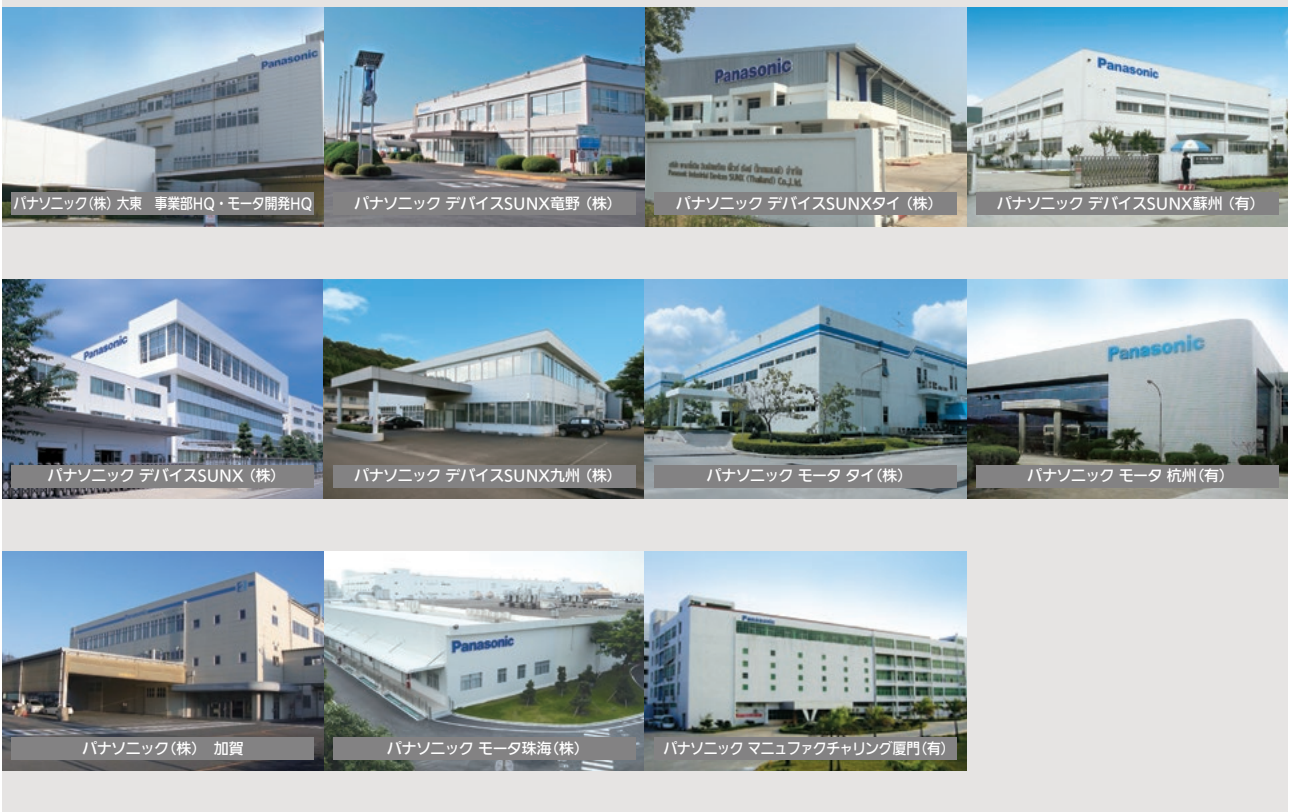 Panasonic
パナソニック(株) 大東 事業部HQ・モータ開発HQ
パナソニック デバイスSUNX竜野 (株)
Panasonic
Panasonic Industrial Devices SUNX (Thailand) Co.,Ltd.
パナソニック デバイスSUNXタイ (株)
Panasonic
パナソニック デバイスSUNX蘇州 (有)
Panasonic
パナソニック デバイスSUNX (株)
パナソニック デバイスSUNX九州 (株)
パナソニック モータ タイ(株)
Panasonic
パナソニック モータ 杭州(有)
パナソニック(株) 加賀
Panasonic
パナソニック モータ珠海(株)
Panasonic
パナソニック マニュファクチャリング厦門(有)